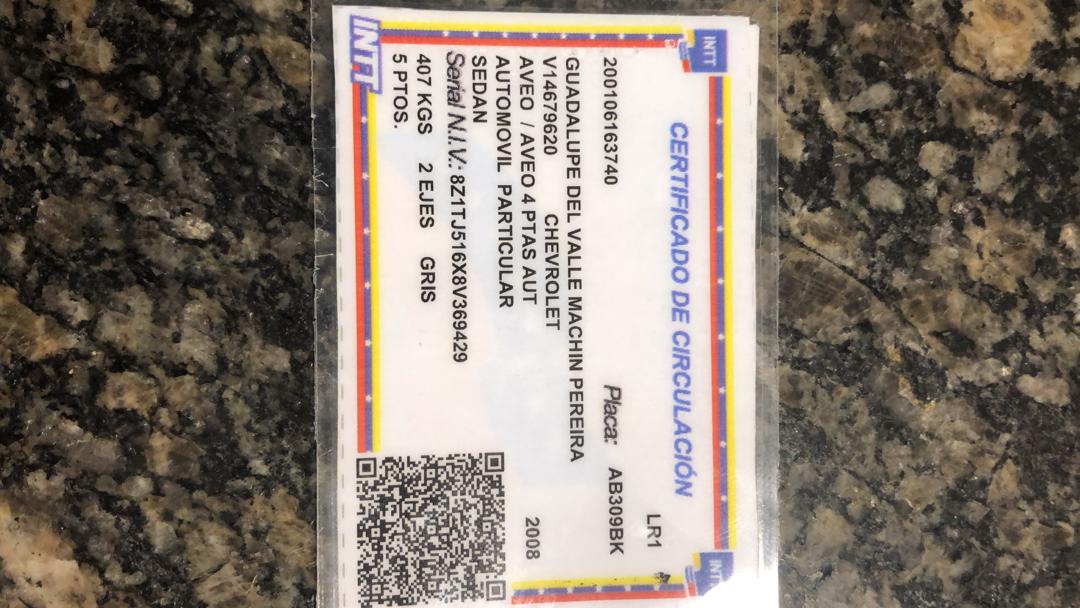 INTT
INTT
INTT
CERTIFICADO DE CIRCULACIÓN
LR1
200106163740 Placa: AB309BK
GUADALUPE DEL VALLE MACHIN PEREIRA
V14679620 CHEVROLET
AVEO / AVEO 4 PTAS AUT 2008
AUTOMOVIL PARTICULAR
SEDAN
Serial N.I.V.: 8Z1TJ516X8V369429
407 KGS 2 EJES GRIS
5 PTOS.